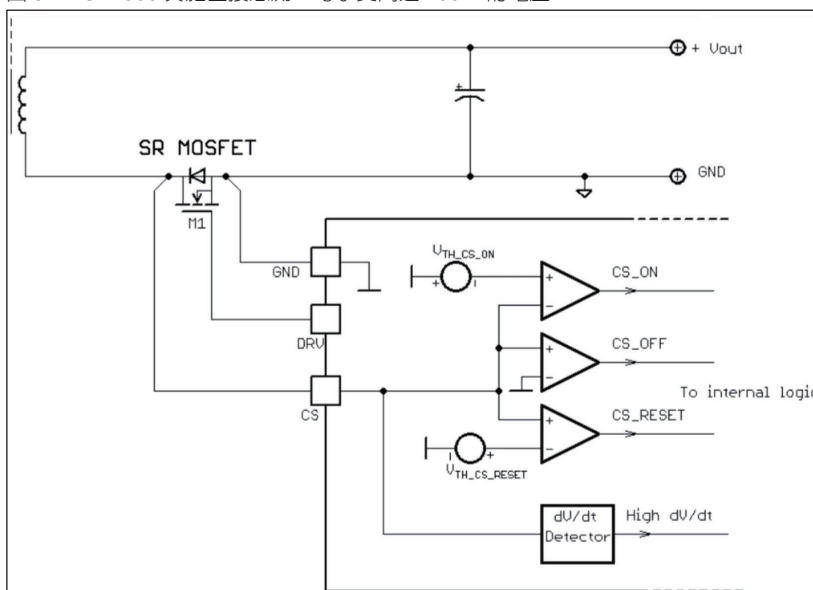 + Vout
SR MOSFET
GND
M1
V_TH_CS_ON
GND
+
CS_ON
+
-
DRV
+
CS_OFF
-
To internal logic
CS
+
CS_RESET
-
+
V_TH_CS_RESET
dV/dt
Detector
High dV/dt